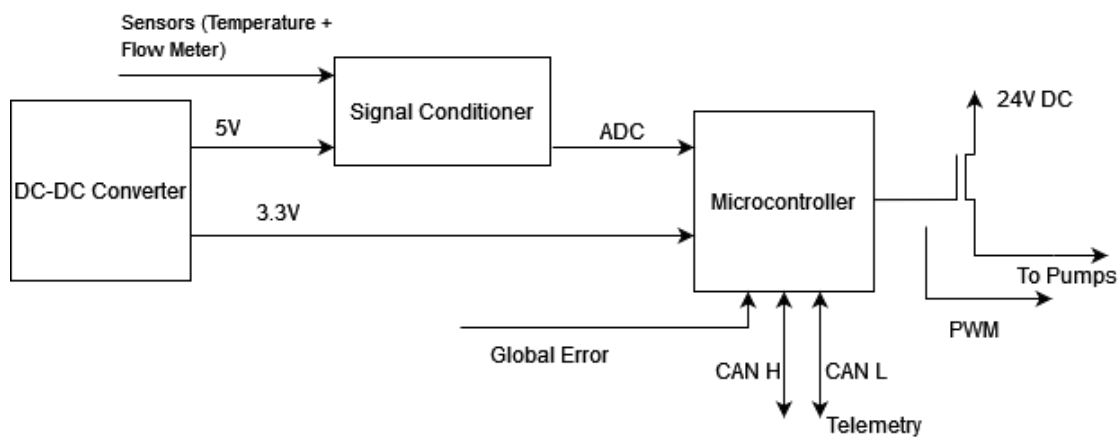 Sensors (Temperature +
Flow Meter)
Signal Conditioner
24V DC
5V
ADC
DC-DC Converter
Microcontroller
3.3V
To Pumps
PWM
Global Error
CAN H
CAN L
Telemetry